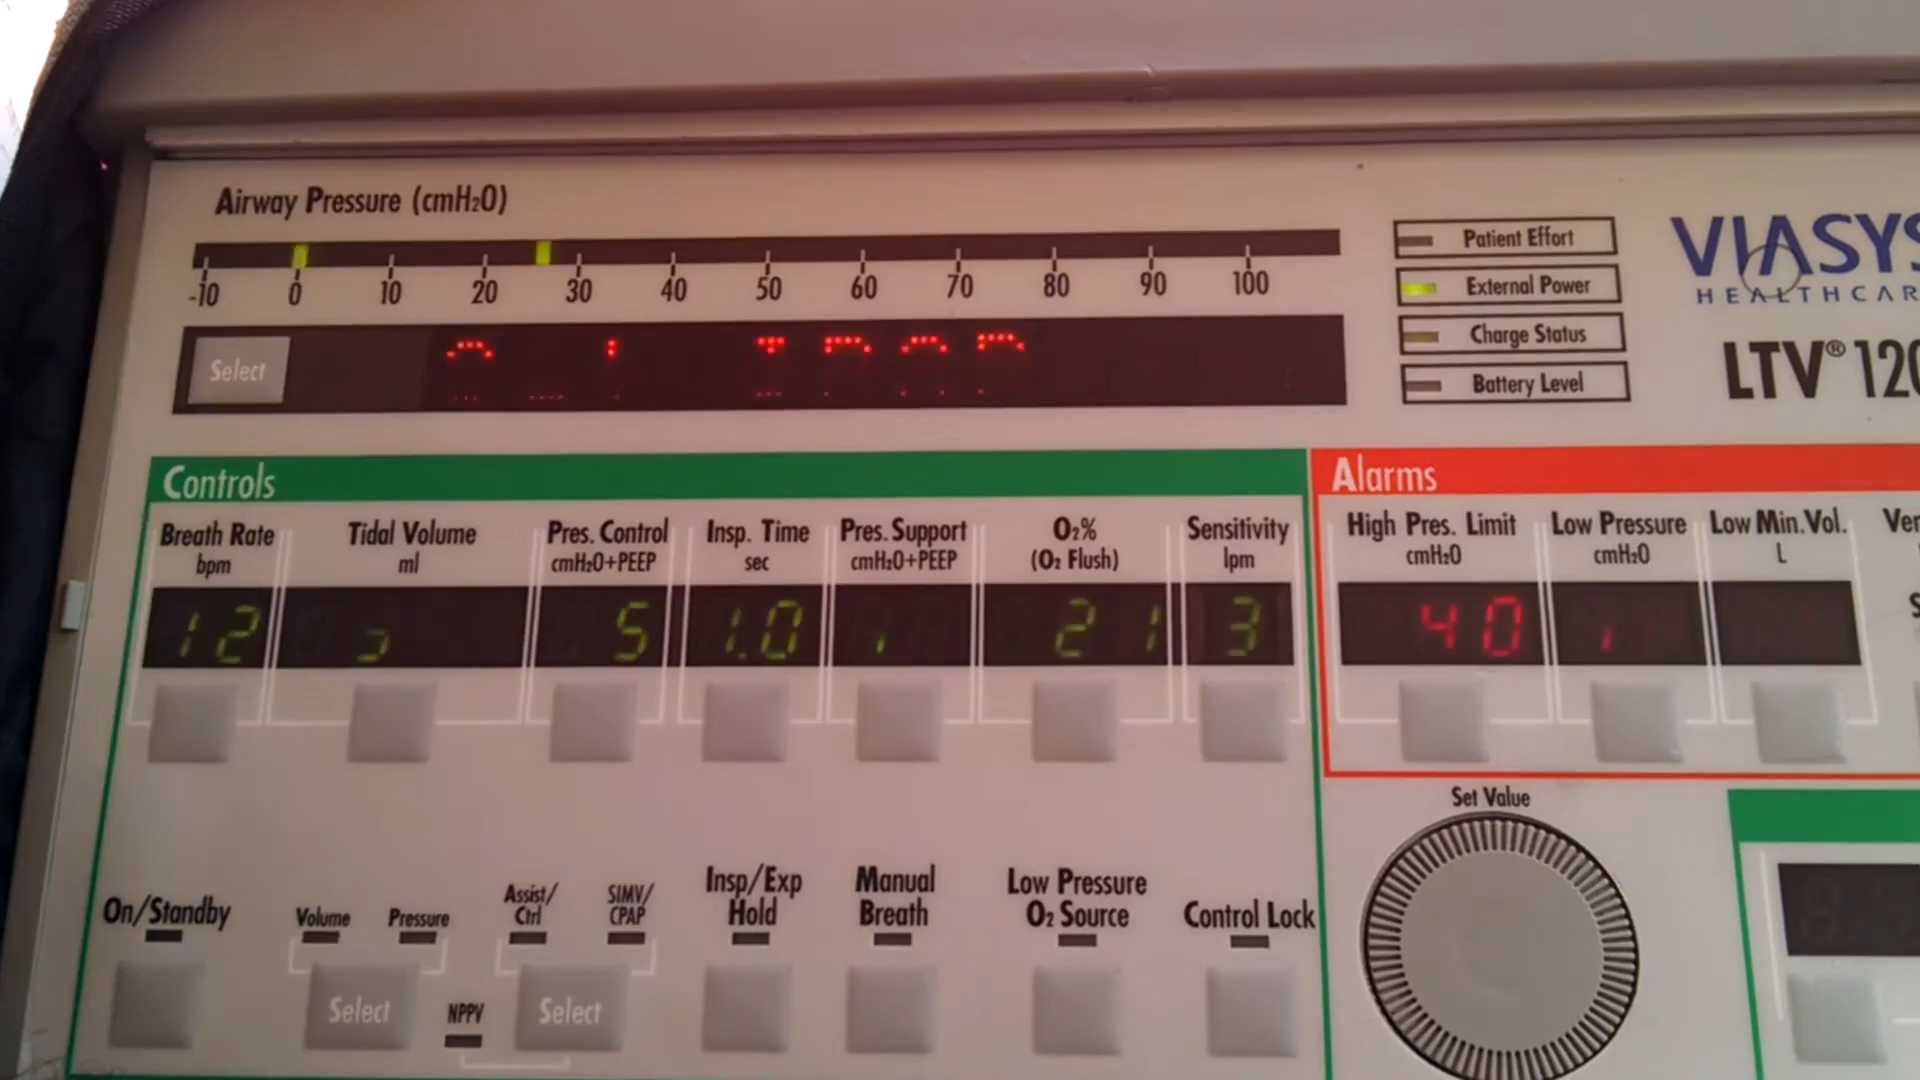 Airway Pressure (cmH₂O)
-10 0 10 20 30 40 50 60 70 80 90 100
Select
Patient Effort
External Power
Charge Status
Battery Level
VIASYS
HEALTHCAR
LTV® 120
Controls
Breath Rate
bpm
Tidal Volume
ml
Pres. Control
cmH₂O+PEEP
Insp. Time
sec
Pres. Support
cmH₂O+PEEP
O₂%
(O₂ Flush)
Sensitivity
lpm
12
5
1.0
21
3
Alarms
High Pres. Limit
cmH₂O
Low Pressure
cmH₂O
Low Min. Vol.
L
Ver
40
Set Value
On/Standby
Volume
Pressure
Select
NPPV
Assist/
Ctrl
SIMV/
CPAP
Select
Insp/Exp
Hold
Manual
Breath
Low Pressure
O₂ Source
Control Lock